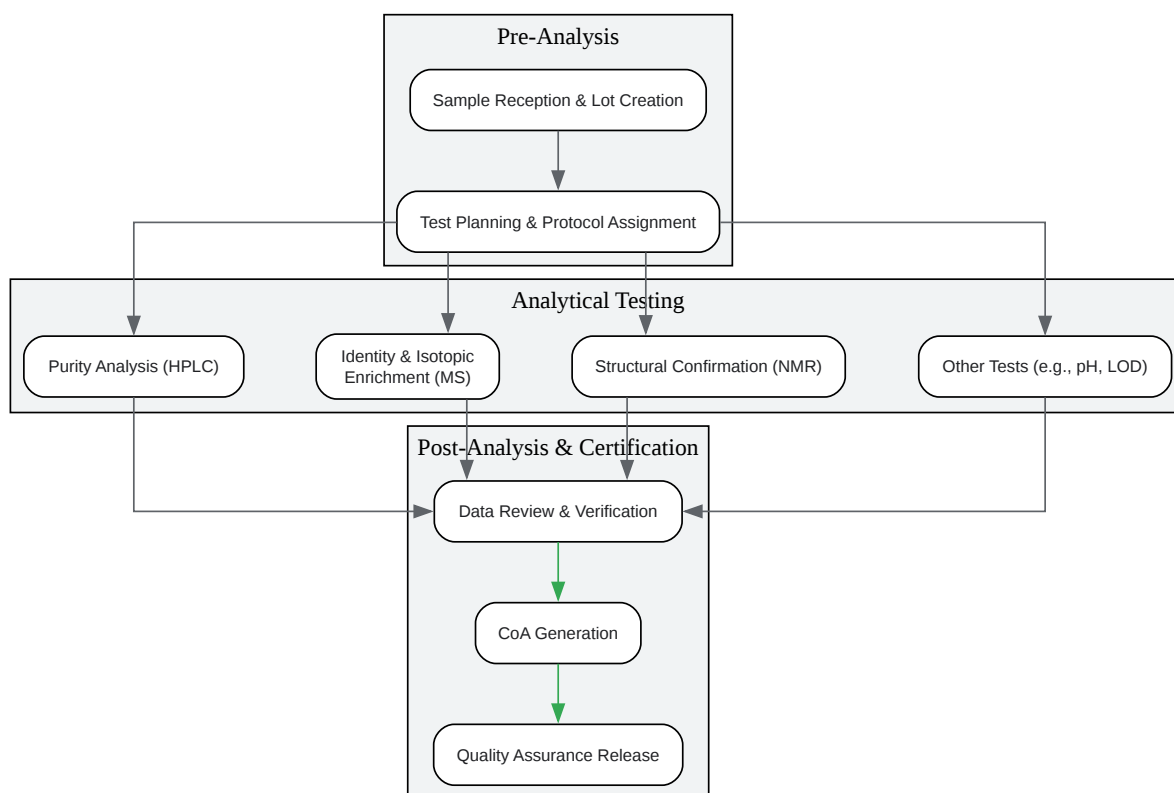 Pre-Analysis
Sample Reception & Lot Creation
Test Planning & Protocol Assignment
Analytical Testing
Purity Analysis (HPLC)
Identity & Isotopic
Enrichment (MS)
Structural Confirmation (NMR)
Other Tests (e.g., pH, LOD)
Post-Analysis & Certification
Data Review & Verification
CoA Generation
Quality Assurance Release